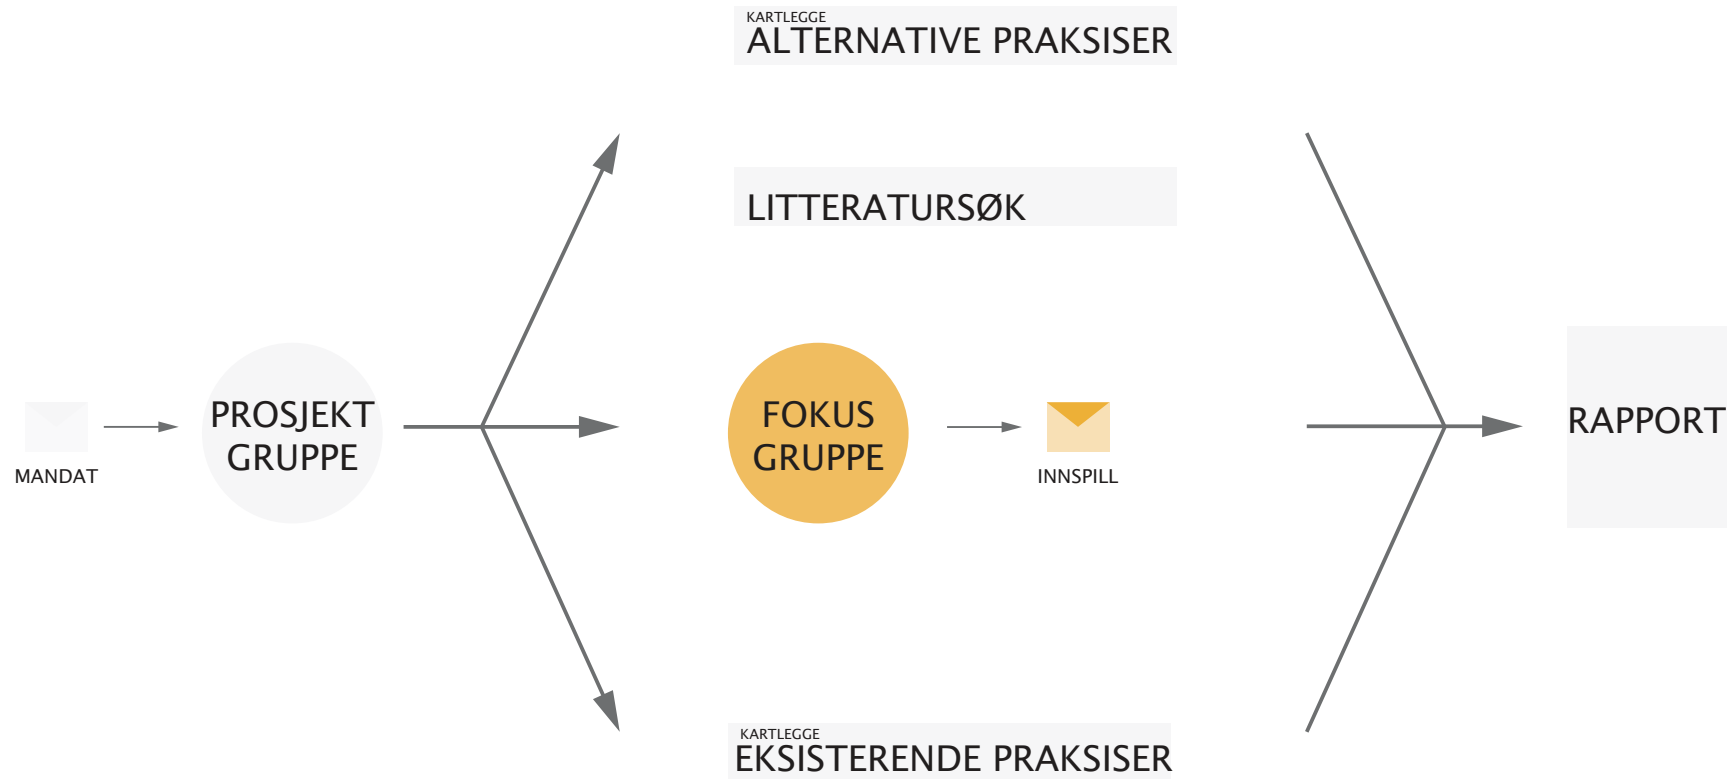 KARTLEGGE
ALTERNATIVE PRAKSISER
LITTERATURSØK
MANDAT
PROSJEKT
GRUPPE
FOKUS
GRUPPE
INNSPILL
RAPPORT
KARTLEGGE
EKSISTERENDE PRAKSISER